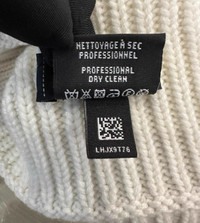 NETTOYAGE À SEC
PROFESSIONNEL
PROFESSIONAL
DRY CLEAN
LHJX9T76